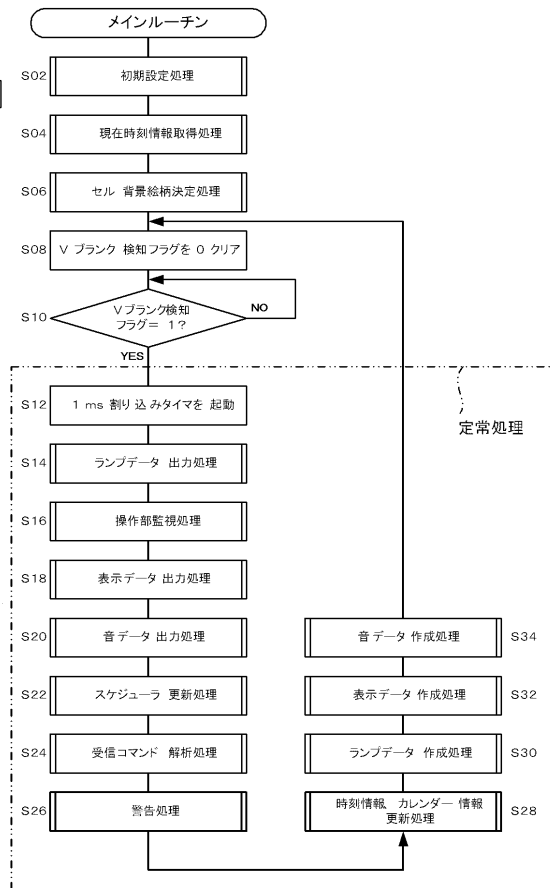 メインルーチン
S02 初期設定処理
S04 現在時刻情報取得処理
S06 セル 背景絵柄決定処理
S08 V ブランク 検知フラグを 0 クリア
S10 Vブランク検知
フラグ= 1?
NO
YES
定常処理
S12 1 ms 割り込みタイマを 起動
S14 ランプデータ 出力処理
S16 操作部監視処理
S18 表示データ 出力処理
S20 音データ 出力処理
S22 スケジューラ 更新処理
S24 受信コマンド 解析処理
S26 警告処理
音データ 作成処理 S34
表示データ 作成処理 S32
ランプデータ 作成処理 S30
時刻情報、カレンダー 情報
更新処理 S28